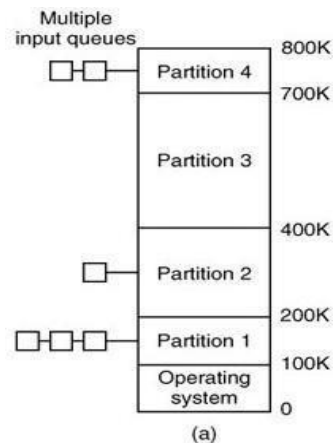 Multiple
input queues
800K
Partition 4
700K
Partition 3
400K
Partition 2
200K
Partition 1
100K
Operating
system
0
(a)